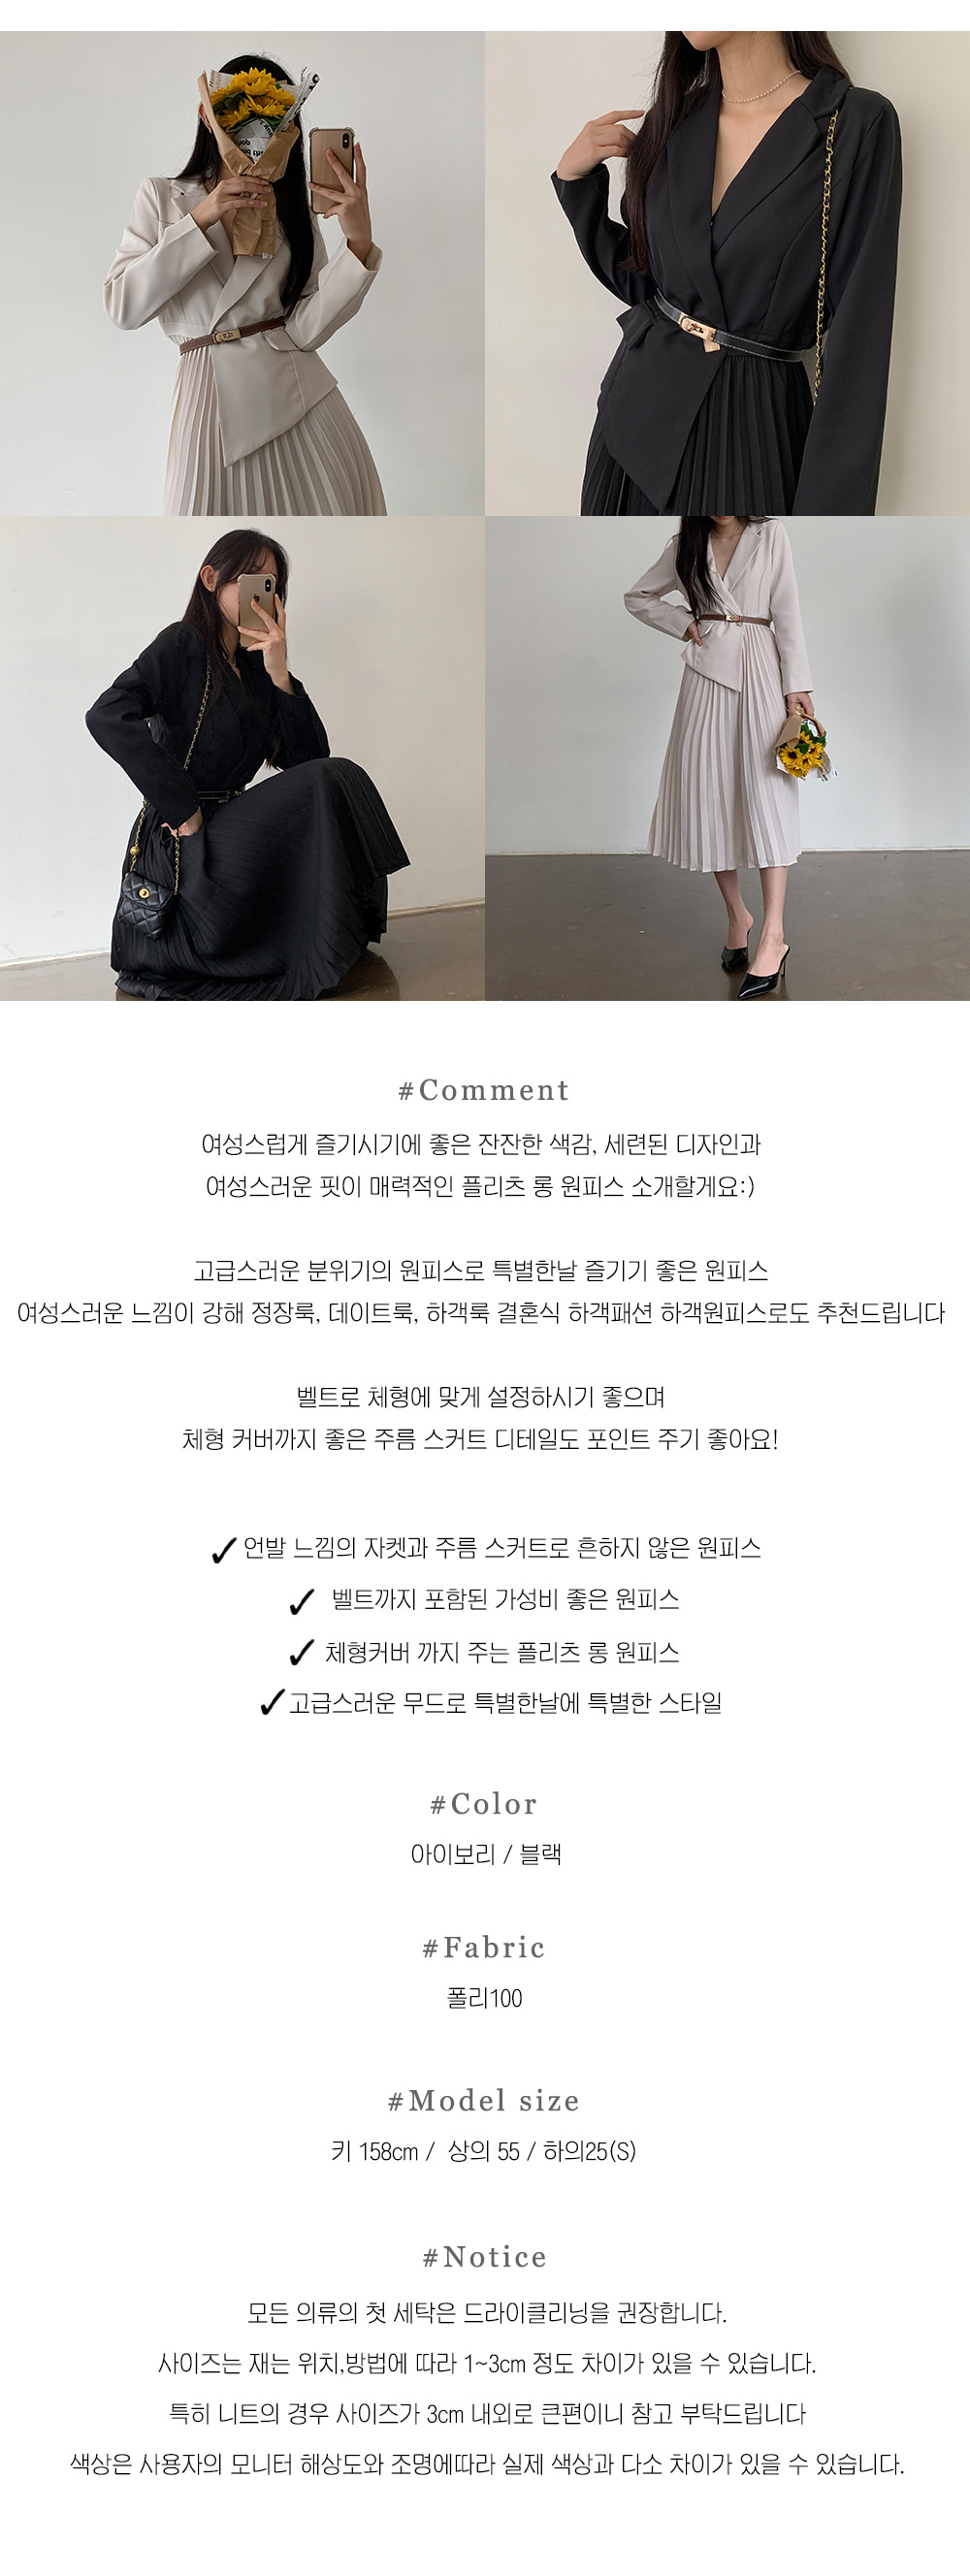 #Comment
여성스럽게 즐기시기에 좋은 잔잔한 색감, 세련된 디자인과
여성스러운 핏이 매력적인 플리츠 롱 원피스 소개할게요:)
고급스러운 분위기의 원피스로 특별한날 즐기기 좋은 원피스
여성스러운 느낌이 강해 정장룩, 데이트룩, 하객룩 결혼식 하객패션 하객원피스로도 추천드립니다
벨트로 체형에 맞게 설정하시기 좋으며
체형 커버까지 좋은 주름 스커트 디테일도 포인트 주기 좋아요!
✓ 언발 느낌의 자켓과 주름 스커트로 흔하지 않은 원피스
✓ 벨트까지 포함된 가성비 좋은 원피스
✓ 체형커버 까지 주는 플리츠 롱 원피스
✓ 고급스러운 무드로 특별한날에 특별한 스타일
#Color
아이보리 / 블랙
#Fabric
폴리100
#Model size
키 158cm / 상의 55 / 하의25(S)
#Notice
모든 의류의 첫 세탁은 드라이클리닝을 권장합니다.
사이즈는 재는 위치,방법에 따라 1~3cm 정도 차이가 있을 수 있습니다.
특히 니트의 경우 사이즈가 3cm 내외로 큰편이니 참고 부탁드립니다
색상은 사용자의 모니터 해상도와 조명에따라 실제 색상과 다소 차이가 있을 수 있습니다.